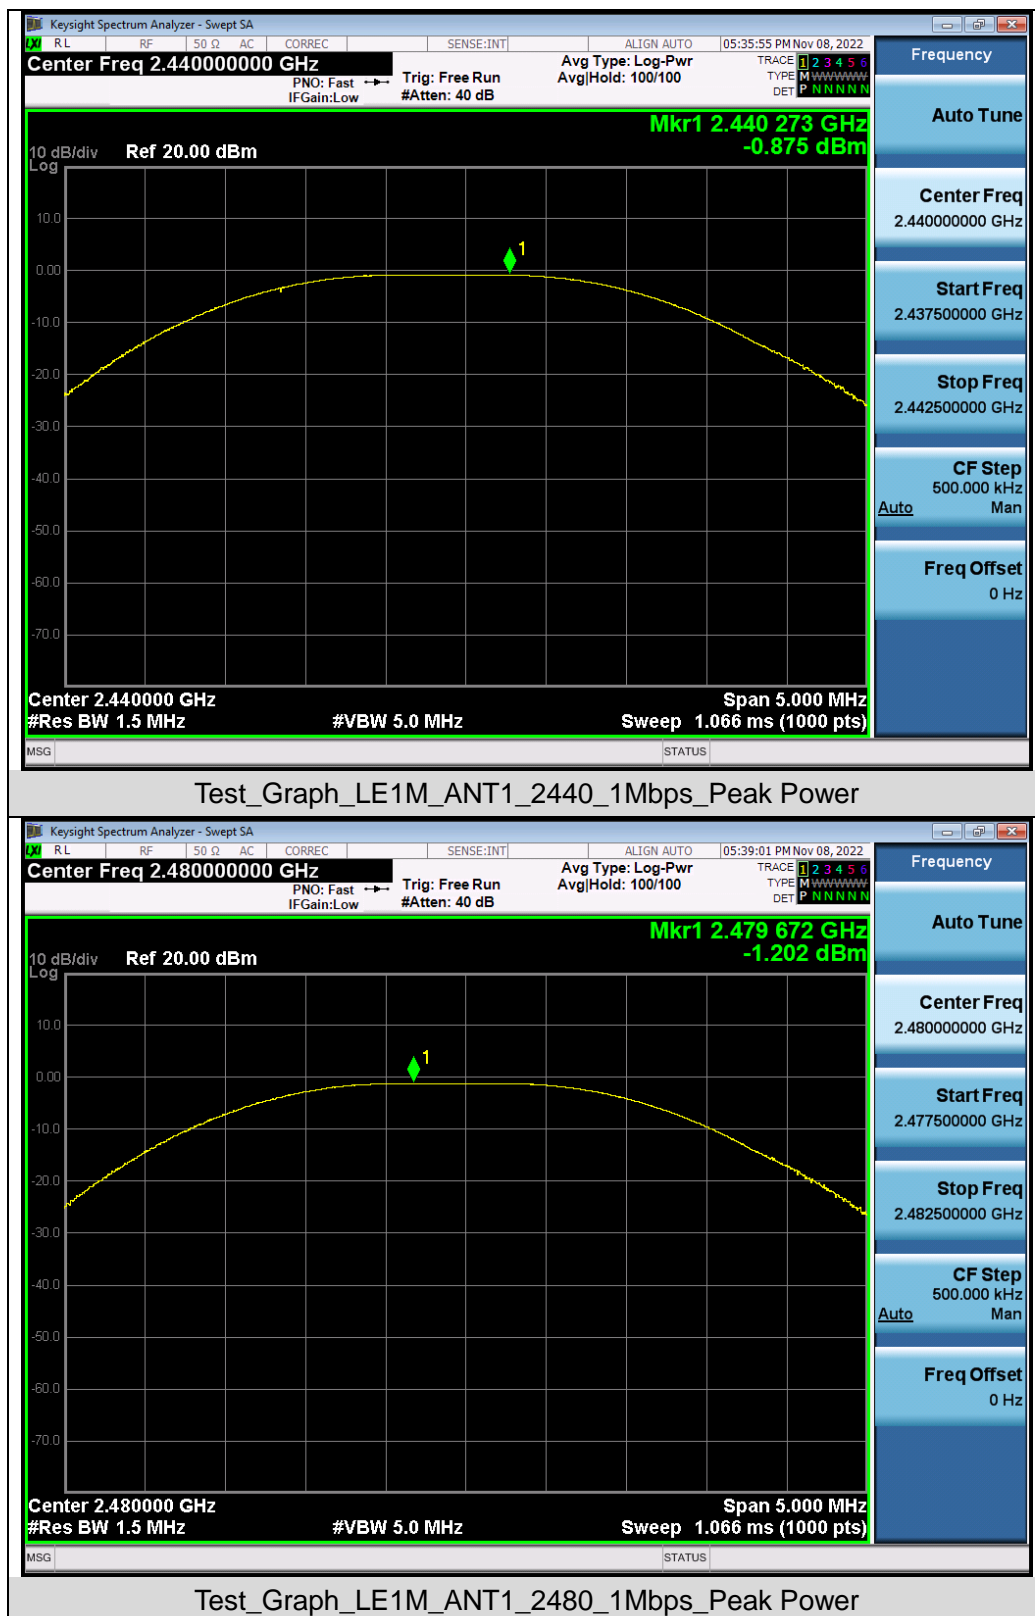 Keysight Spectrum Analyzer - Swept SA
LXI RL RF 50 Ω AC CORREC SENSE:INT ALIGN AUTO 05:35:55 PM Nov 08, 2022
Center Freq 2.440000000 GHz
PNO: Fast
IFGain:Low
Trig: Free Run
#Atten: 40 dB
Avg Type: Log-Pwr
Avg|Hold: 100/100
TRACE 1 2 3 4 5 6
TYPE M WWWWW
DET P N N N N N
Mkr1 2.440 273 GHz
-0.875 dBm
10 dB/div
Log
Ref 20.00 dBm
10.0
0.00
-10.0
-20.0
-30.0
-40.0
-50.0
-60.0
-70.0
1
Center 2.440000 GHz
Span 5.000 MHz
#Res BW 1.5 MHz
#VBW 5.0 MHz
Sweep 1.066 ms (1000 pts)
MSG
STATUS
Frequency
Auto Tune
Center Freq
2.440000000 GHz
Start Freq
2.437500000 GHz
Stop Freq
2.442500000 GHz
CF Step
500.000 kHz
Auto Man
Freq Offset
0 Hz
Test_Graph_LE1M_ANT1_2440_1Mbps_Peak Power
Keysight Spectrum Analyzer - Swept SA
LXI RL RF 50 Ω AC CORREC SENSE:INT ALIGN AUTO 05:39:01 PM Nov 08, 2022
Center Freq 2.480000000 GHz
PNO: Fast
IFGain:Low
Trig: Free Run
#Atten: 40 dB
Avg Type: Log-Pwr
Avg|Hold: 100/100
TRACE 1 2 3 4 5 6
TYPE M WWWWW
DET P N N N N N
Mkr1 2.479 672 GHz
-1.202 dBm
10 dB/div
Log
Ref 20.00 dBm
10.0
0.00
-10.0
-20.0
-30.0
-40.0
-50.0
-60.0
-70.0
1
Center 2.480000 GHz
Span 5.000 MHz
#Res BW 1.5 MHz
#VBW 5.0 MHz
Sweep 1.066 ms (1000 pts)
MSG
STATUS
Frequency
Auto Tune
Center Freq
2.480000000 GHz
Start Freq
2.477500000 GHz
Stop Freq
2.482500000 GHz
CF Step
500.000 kHz
Auto Man
Freq Offset
0 Hz
Test_Graph_LE1M_ANT1_2480_1Mbps_Peak Power